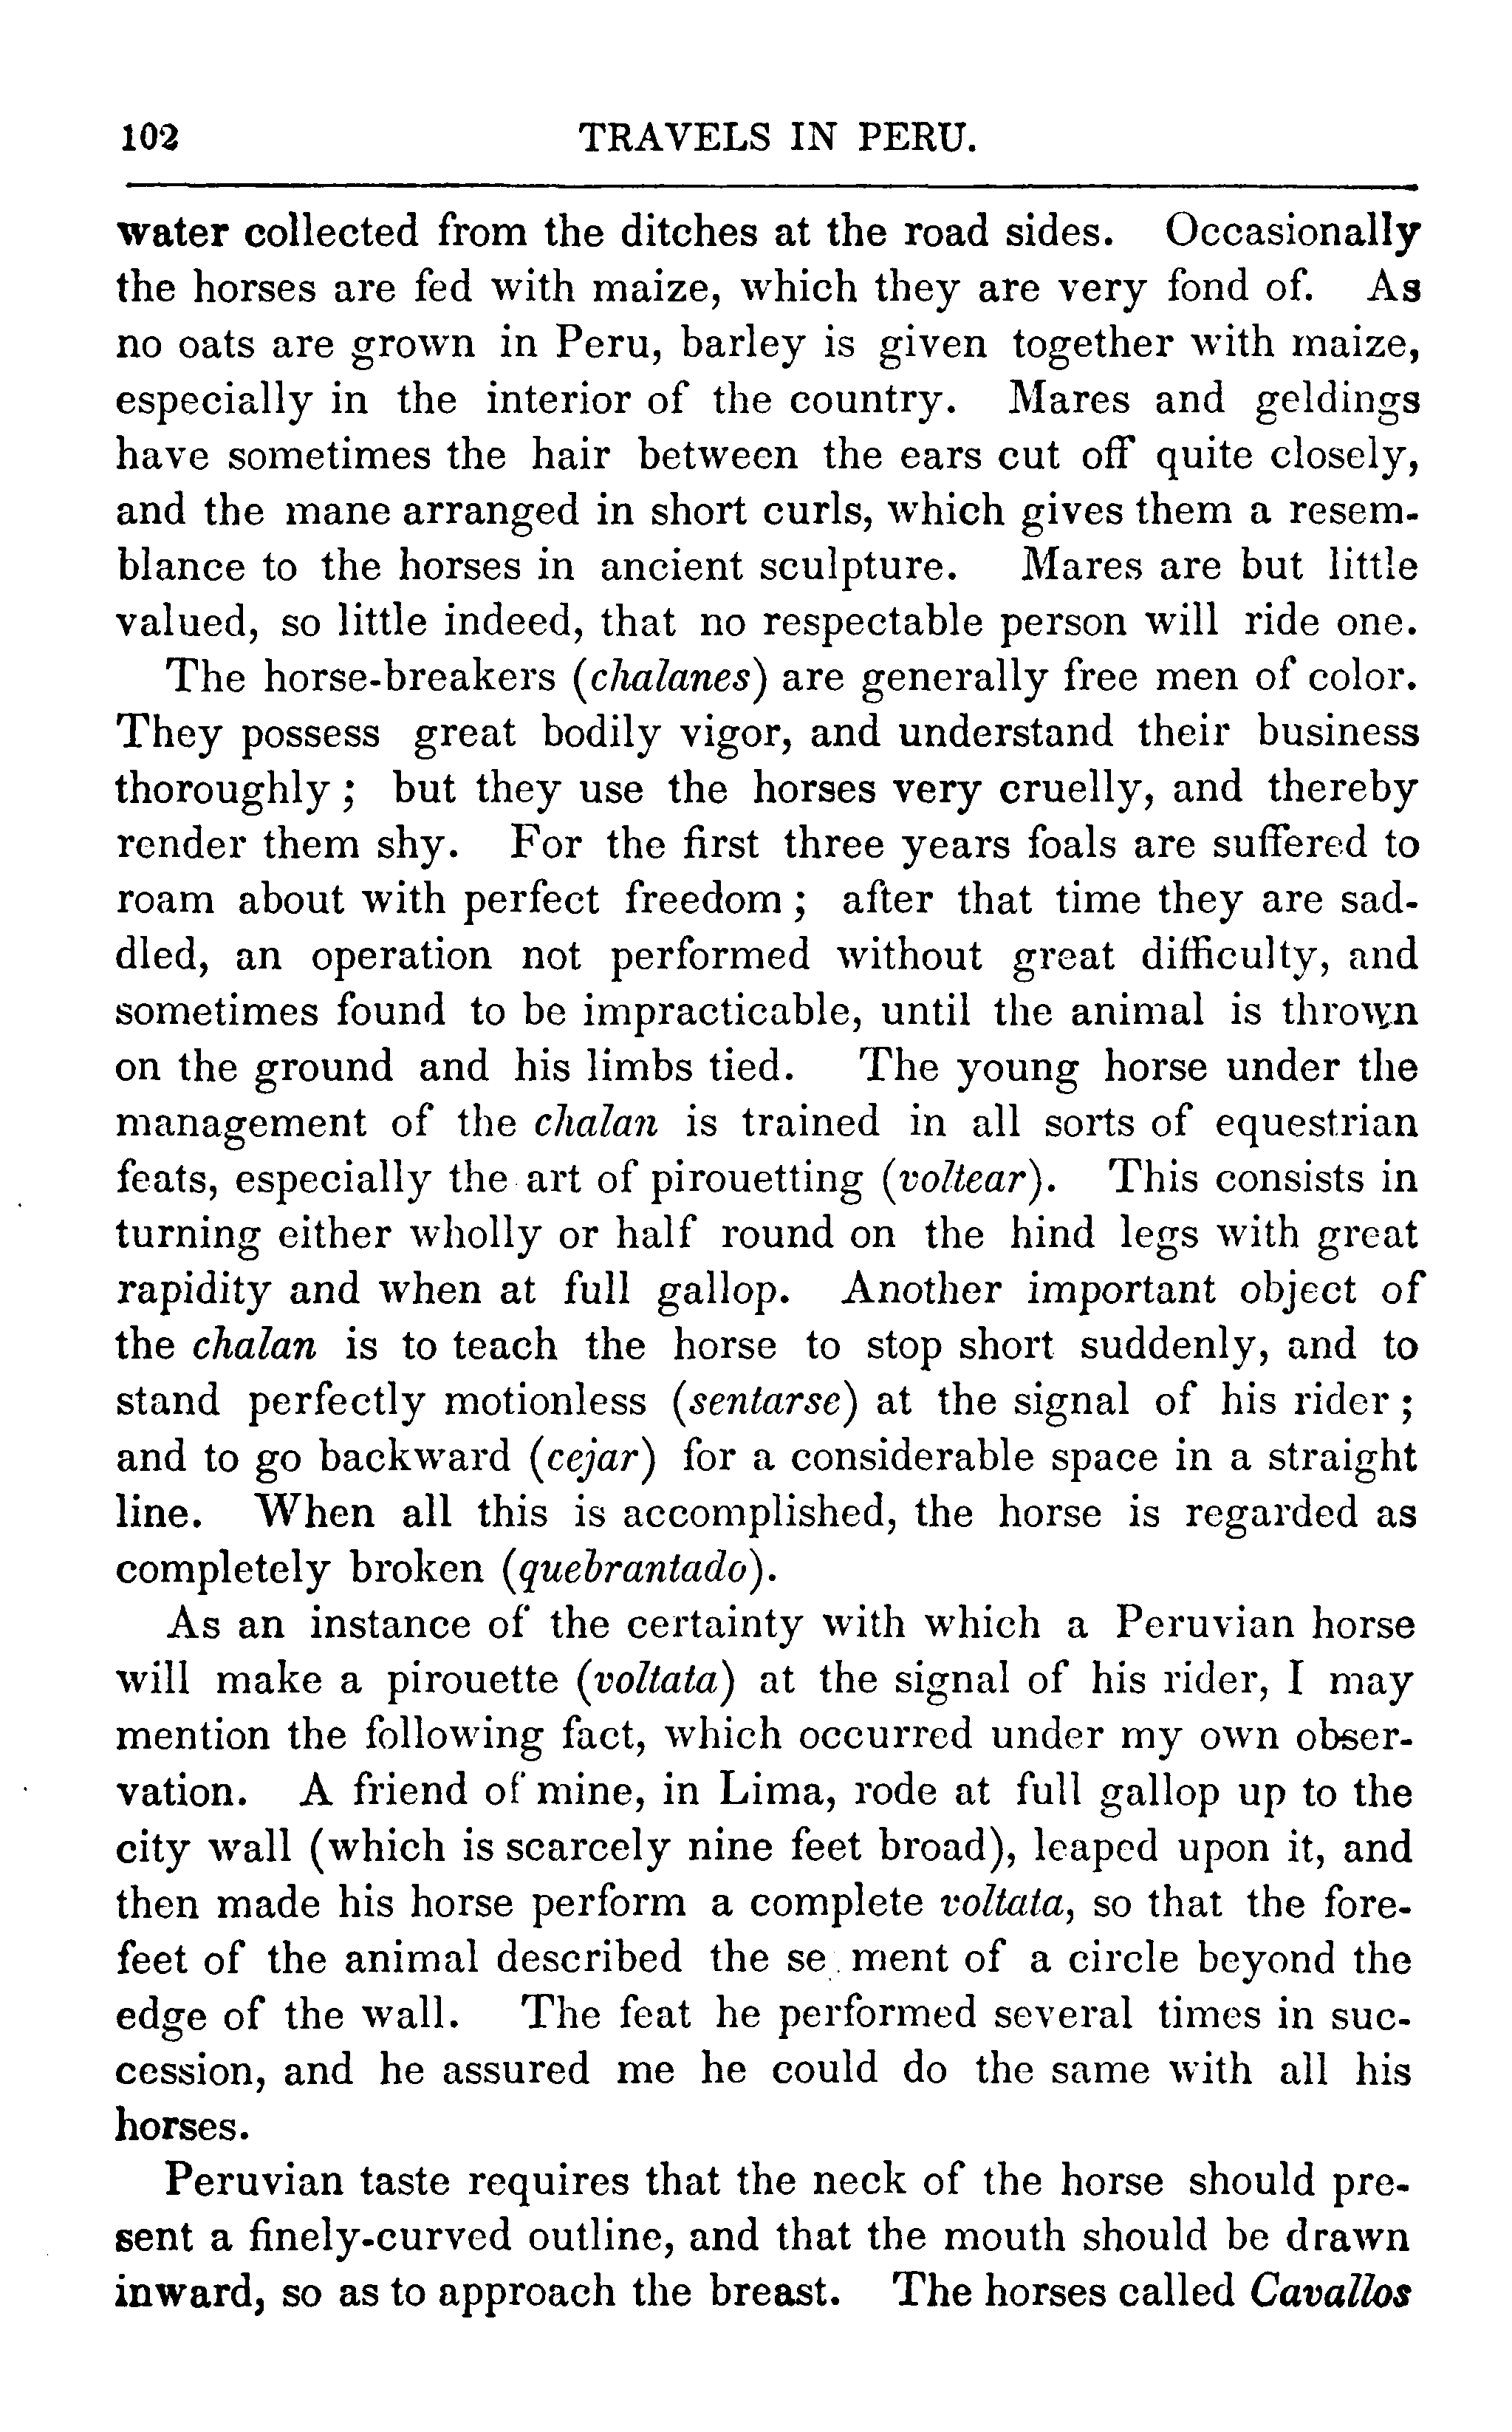 102 TRAVELS IN PERU.
water collected from the ditches at the road sides. Occasionally
the horses are fed with maize, which they are very fond of. As
no oats are grown in Peru, barley is given together with maize,
especially in the interior of the country. Mares and geldings
have sometimes the hair between the ears cut off quite closely,
and the mane arranged in short curls, which gives them a resem-
blance to the horses in ancient sculpture. Mares are but little
valued, so little indeed, that no respectable person will ride one.
The horse-breakers (chalanes) are generally free men of color.
They possess great bodily vigor, and understand their business
thoroughly; but they use the horses very cruelly, and thereby
render them shy. For the first three years foals are suffered to
roam about with perfect freedom; after that time they are sad-
dled, an operation not performed without great difficulty, and
sometimes found to be impracticable, until the animal is thrown
on the ground and his limbs tied. The young horse under the
management of the chalan is trained in all sorts of equestrian
feats, especially the art of pirouetting (voltear). This consists in
turning either wholly or half round on the hind legs with great
rapidity and when at full gallop. Another important object of
the chalan is to teach the horse to stop short suddenly, and to
stand perfectly motionless (sentarse) at the signal of his rider;
and to go backward (cejar) for a considerable space in a straight
line. When all this is accomplished, the horse is regarded as
completely broken (quebrantado).
As an instance of the certainty with which a Peruvian horse
will make a pirouette (voltata) at the signal of his rider, I may
mention the following fact, which occurred under my own obser-
vation. A friend of mine, in Lima, rode at full gallop up to the
city wall (which is scarcely nine feet broad), leaped upon it, and
then made his horse perform a complete voltata, so that the fore-
feet of the animal described the se ment of a circle beyond the
edge of the wall. The feat he performed several times in suc-
cession, and he assured me he could do the same with all his
horses.
Peruvian taste requires that the neck of the horse should pre-
sent a finely-curved outline, and that the mouth should be drawn
inward, so as to approach the breast. The horses called Cavallos